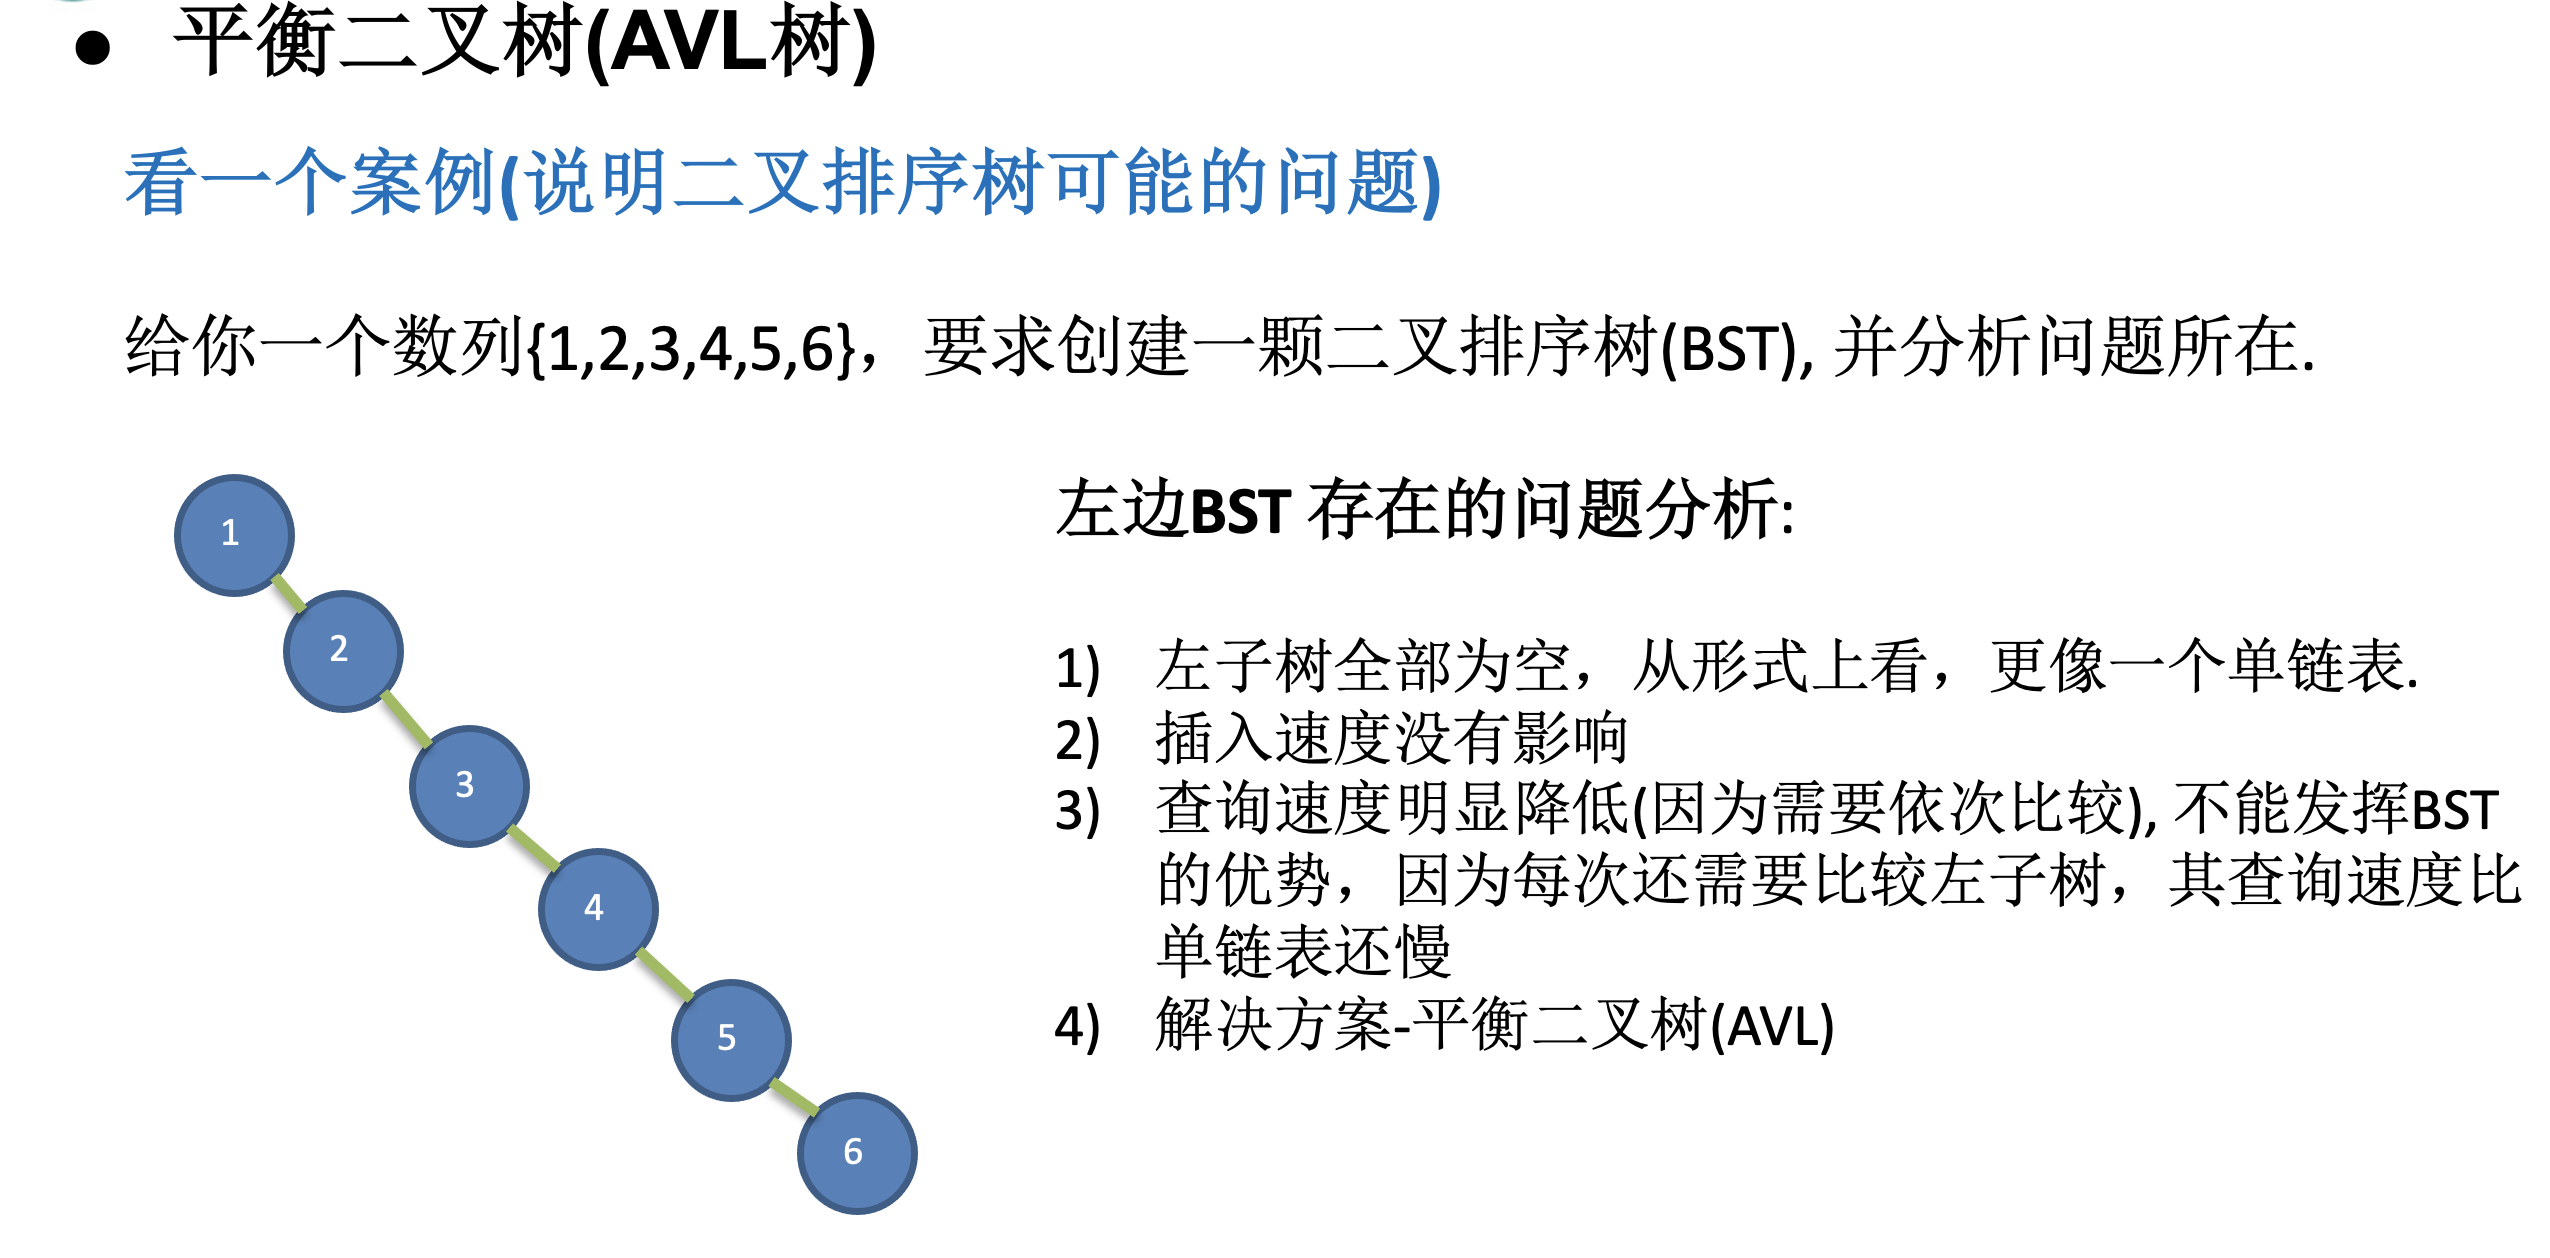 ● 平衡二叉树(AVL树)
看一个案例(说明二叉排序树可能的问题)
给你一个数列{1,2,3,4,5,6}，要求创建一颗二叉排序树(BST), 并分析问题所在.
左边BST 存在的问题分析:
1) 左子树全部为空，从形式上看，更像一个单链表.
2) 插入速度没有影响
3) 查询速度明显降低(因为需要依次比较), 不能发挥BST
的优势，因为每次还需要比较左子树，其查询速度比
单链表还慢
4) 解决方案-平衡二叉树(AVL)
1
2
3
4
5
6